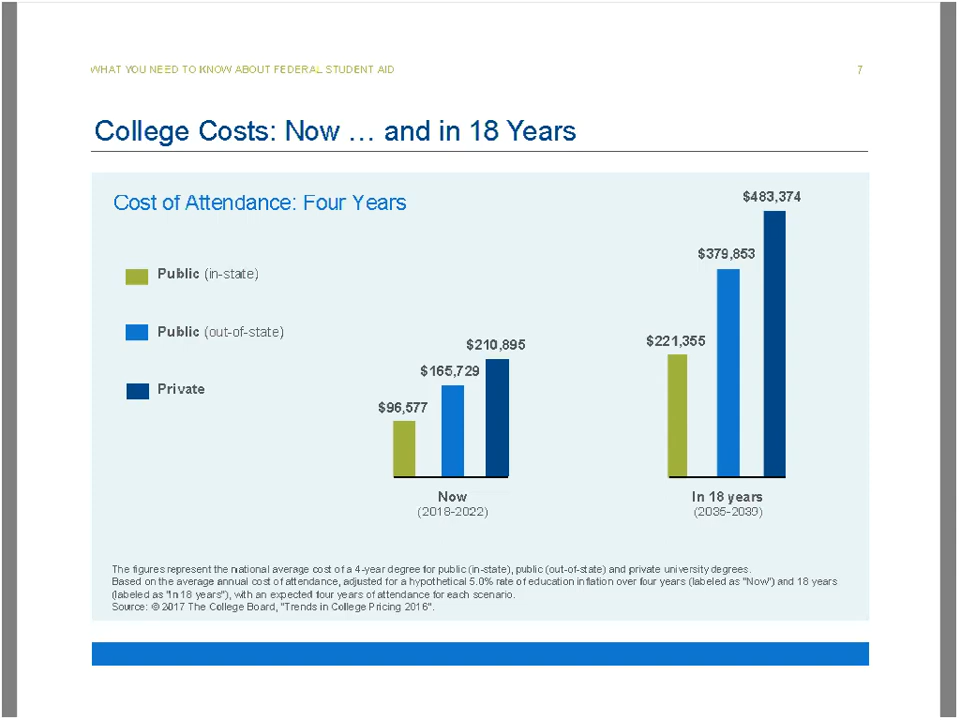 WHAT YOU NEED TO KNOW ABOUT FEDERAL STUDENT AID
7
College Costs: Now … and in 18 Years
Cost of Attendance: Four Years
Public (in-state)
Public (out-of-state)
Private
$96,577
$165,729
$210,895
$221,355
$379,853
$483,374
Now
(2018-2022)
In 18 years
(2035-2039)
The figures represent the national average cost of a 4-year degree for public (in-state), public (out-of-state) and private university degrees.
Based on the average annual cost of attendance, adjusted for a hypothetical 5.0% rate of education inflation over four years (labeled as "Now") and 18 years
(labeled as "In 18 years"), with an expected four years of attendance for each scenario.
Source: © 2017 The College Board, "Trends in College Pricing 2016".